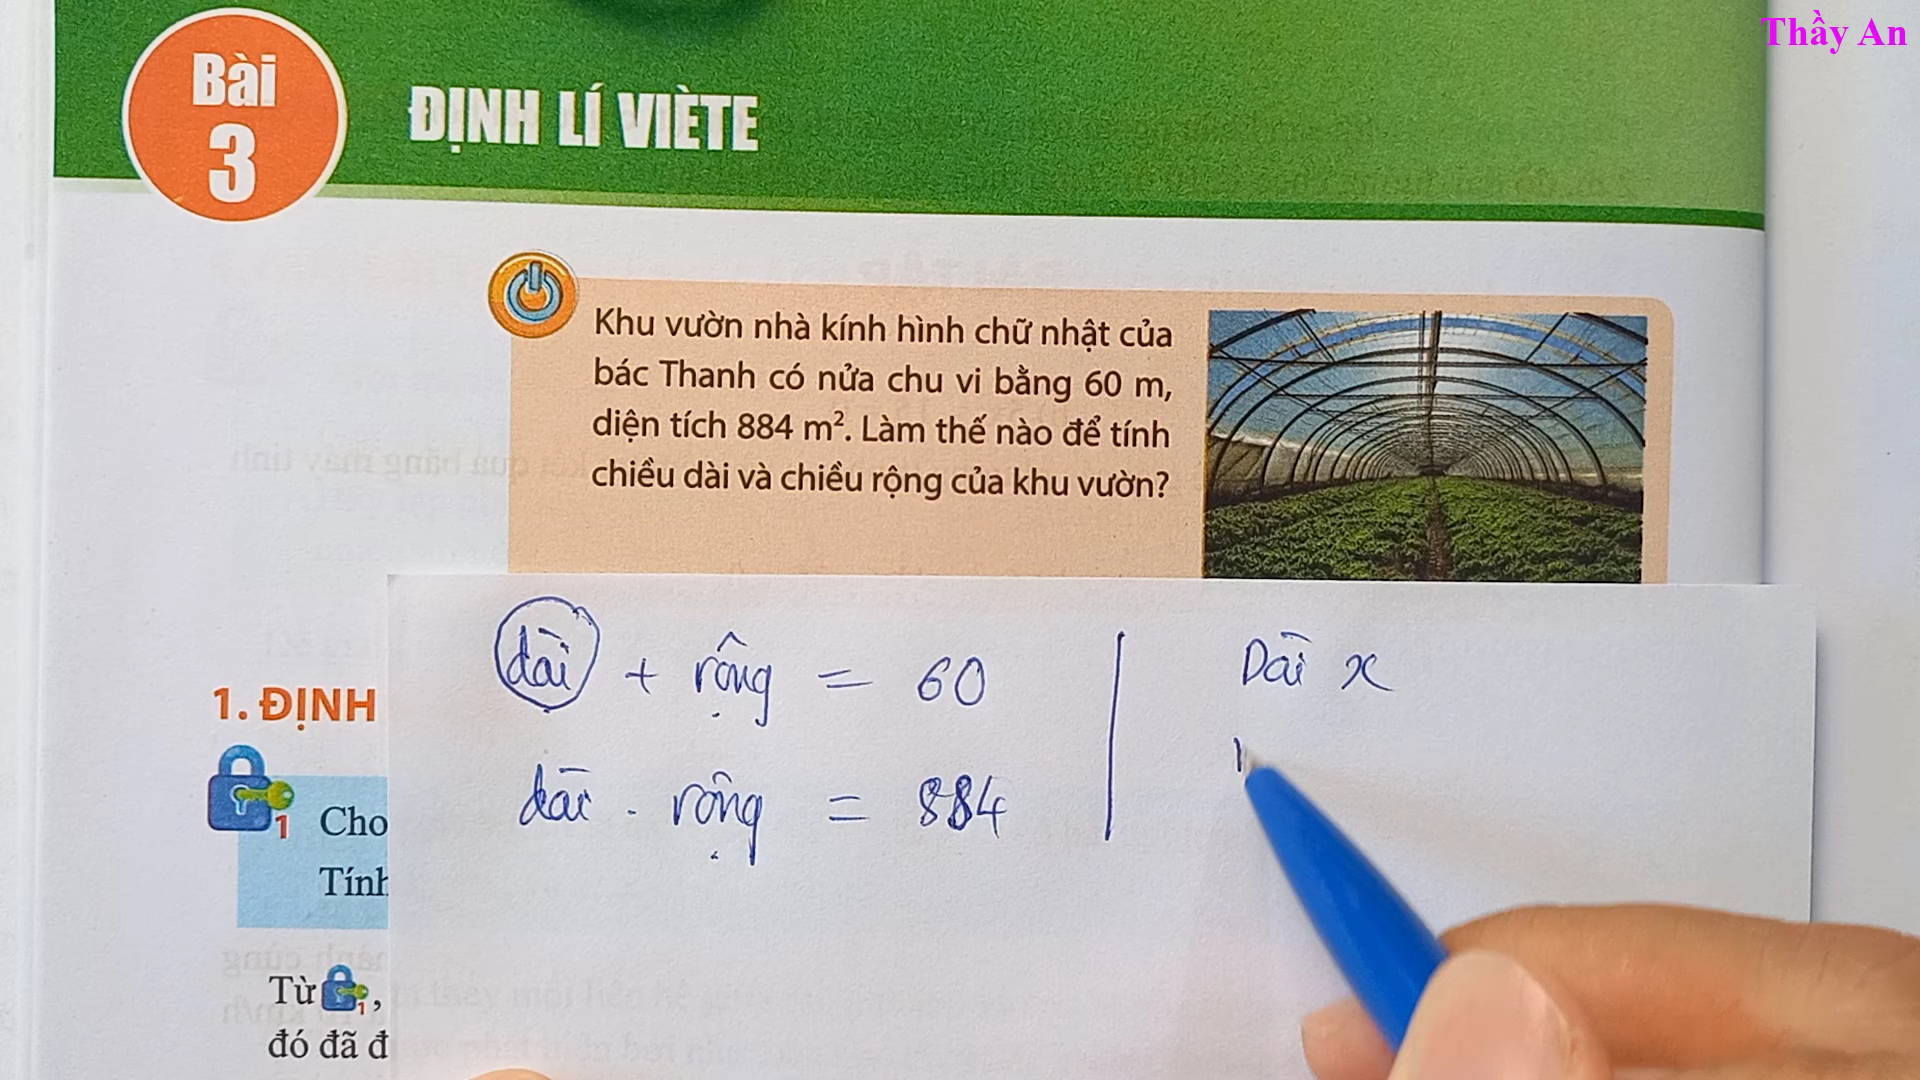 Thầy An
Bài
3
ĐỊNH LÍ VIÈTE
Khu vườn nhà kính hình chữ nhật của
bác Thanh có nửa chu vi bằng 60 m,
diện tích 884 m². Làm thế nào để tính
chiều dài và chiều rộng của khu vườn?
dài + rộng = 60
dài . rộng = 884
Dài x
1. ĐỊNH
1 Cho
Tính
Từ 1,
đó đã đ